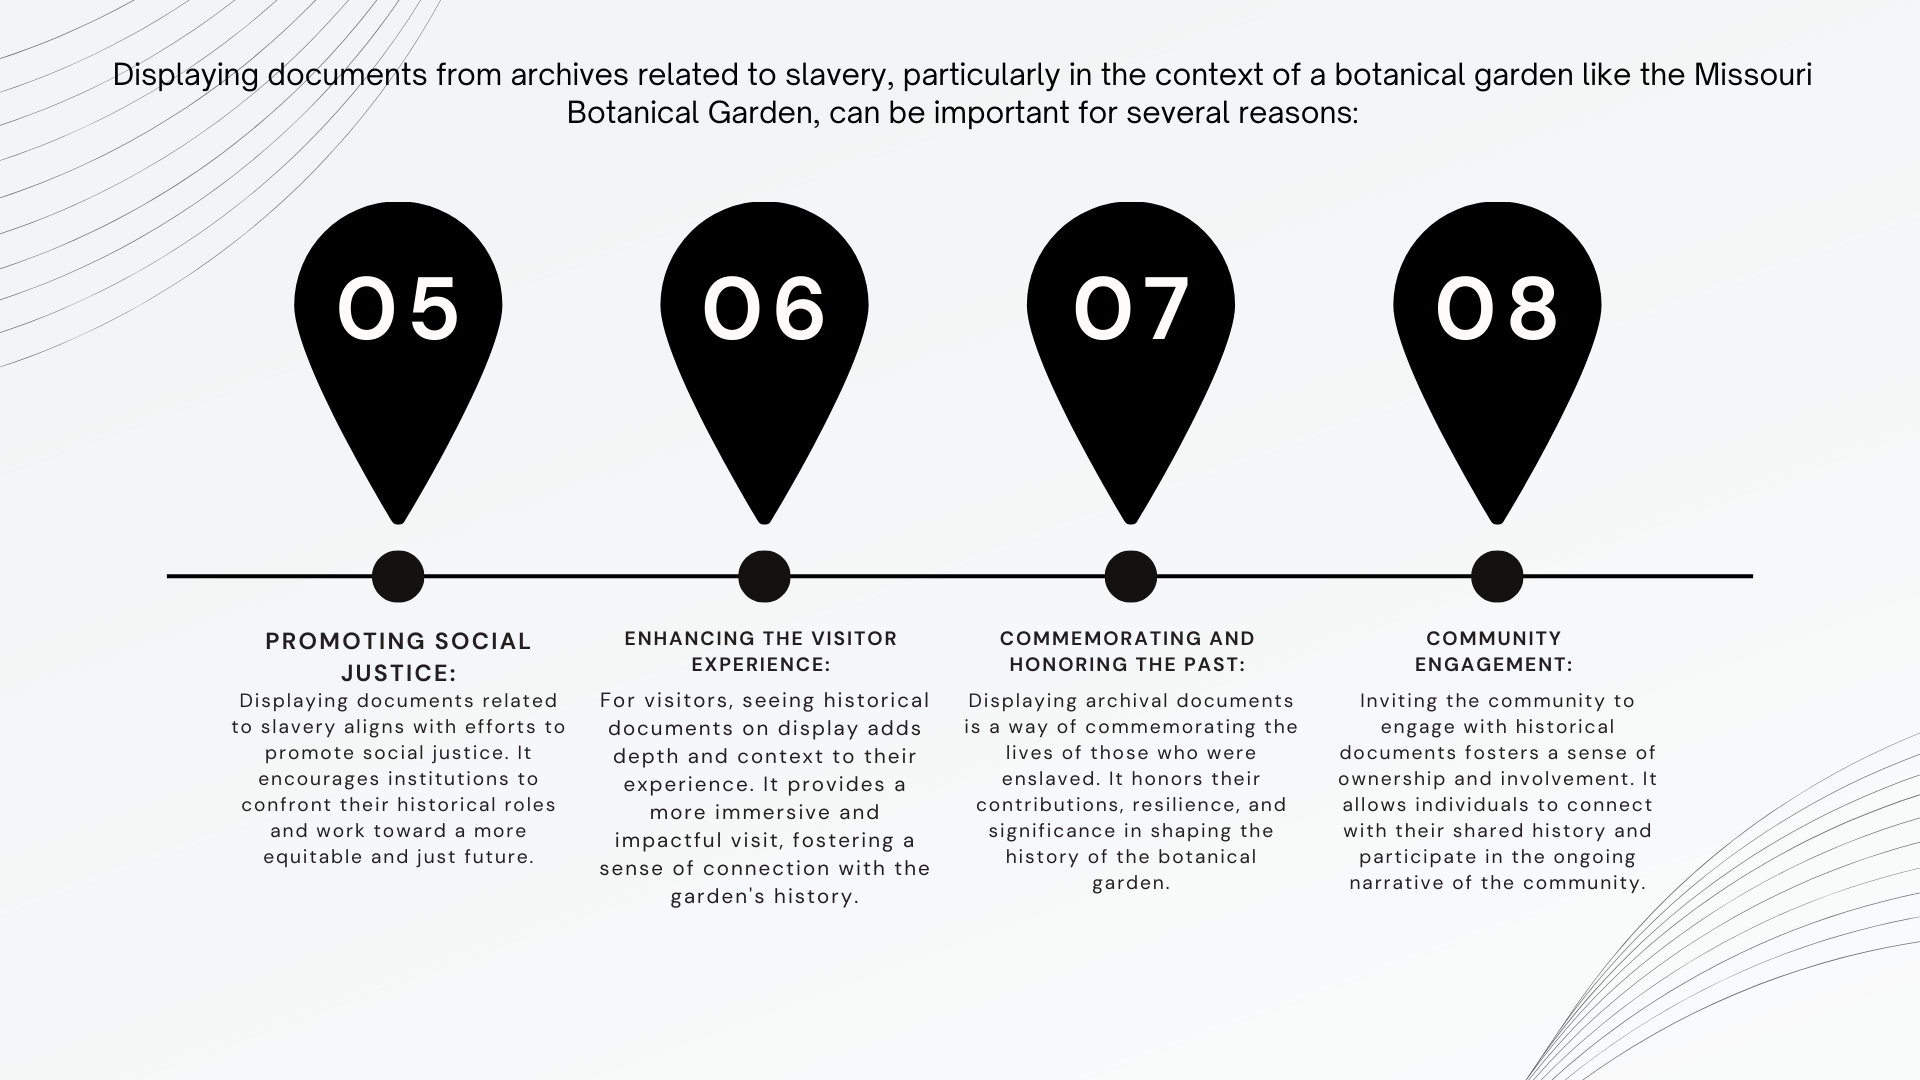 Displaying documents from archives related to slavery, particularly in the context of a botanical garden like the Missouri
Botanical Garden, can be important for several reasons:
05
06
07
08
PROMOTING SOCIAL
JUSTICE:
Displaying documents related
to slavery aligns with efforts to
promote social justice. It
encourages institutions to
confront their historical roles
and work toward a more
equitable and just future.
ENHANCING THE VISITOR
EXPERIENCE:
For visitors, seeing historical
documents on display adds
depth and context to their
experience. It provides a
more immersive and
impactful visit, fostering a
sense of connection with the
garden's history.
COMMEMORATING AND
HONORING THE PAST:
Displaying archival documents
is a way of commemorating the
lives of those who were
enslaved. It honors their
contributions, resilience, and
significance in shaping the
history of the botanical
garden.
COMMUNITY
ENGAGEMENT:
Inviting the community to
engage with historical
documents fosters a sense of
ownership and involvement. It
allows individuals to connect
with their shared history and
participate in the ongoing
narrative of the community.